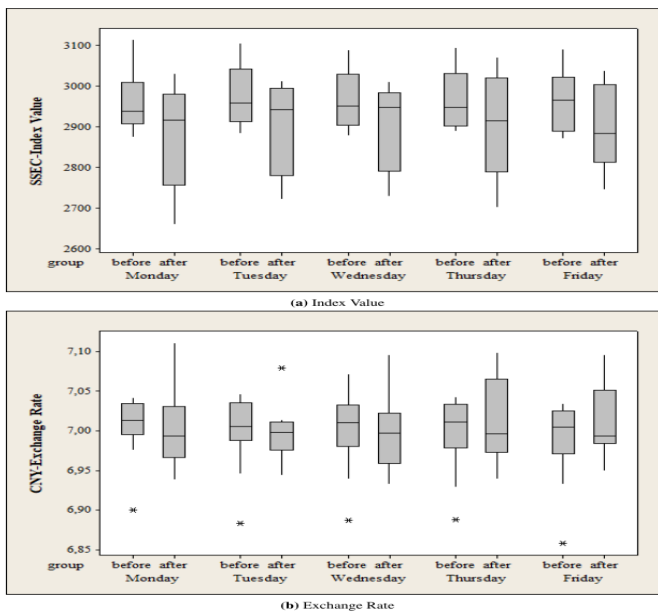 3100
3000
2900
2800
2700
2600
SSEC-Index Value
group before after before after before after before after before after
Monday Tuesday Wednesday Thursday Friday
(a) Index Value
7,10
7,05
7,00
6,95
6,90
6,85
CNY-Exchange Rate
group before after before after before after before after before after
Monday Tuesday Wednesday Thursday Friday
(b) Exchange Rate